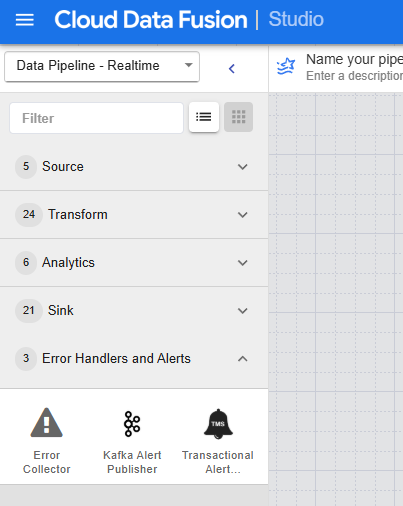 Cloud Data Fusion | Studio
Data Pipeline - Realtime
Name your pipe
Enter a description
Filter
5 Source
24 Transform
6 Analytics
21 Sink
3 Error Handlers and Alerts
TMS
Error
Collector
Kafka Alert
Publisher
Transactional
Alert...